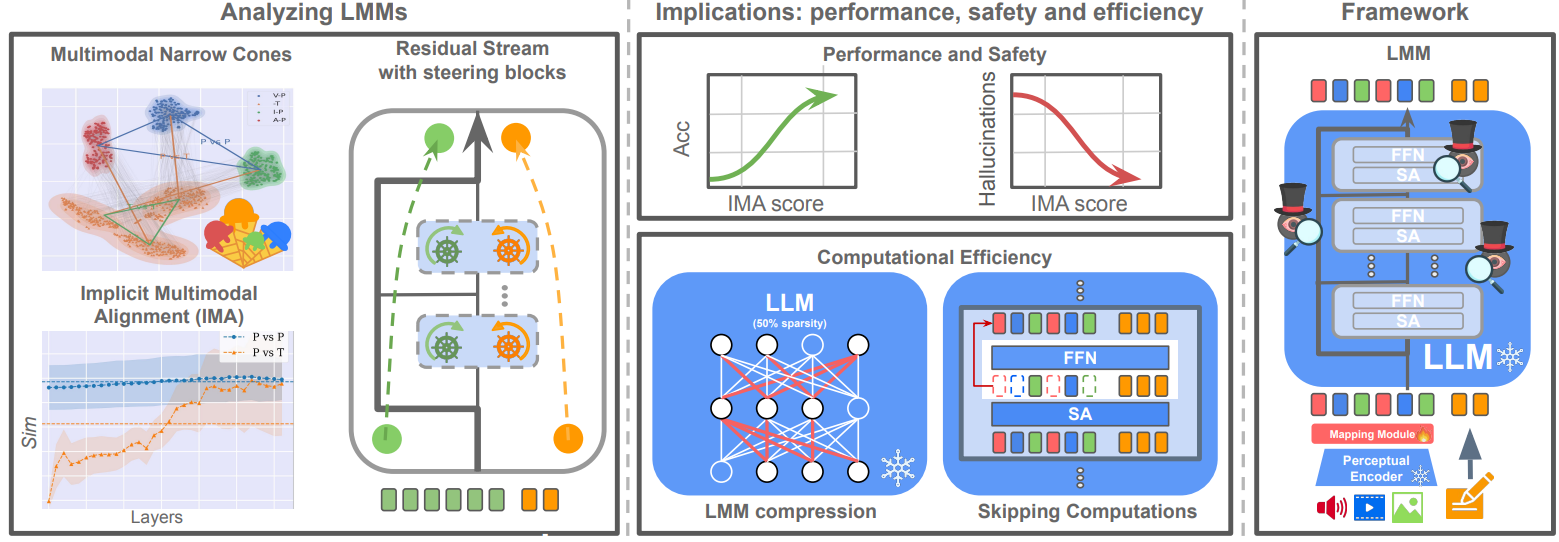 Analyzing LMMs
Multimodal Narrow Cones
V-P
-T
I-P
A-P
P vs P
Implicit Multimodal
Alignment (IMA)
P vs P
P vs T
Sim
Layers
Residual Stream
with steering blocks
Implications: performance, safety and efficiency
Performance and Safety
Acc
IMA score
Hallucinations
IMA score
Computational Efficiency
LLM
(50% sparsity)
LMM compression
FFN
SA
Skipping Computations
Framework
LMM
FFN
SA
FFN
SA
FFN
SA
LLM
Mapping Module
Perceptual
Encoder